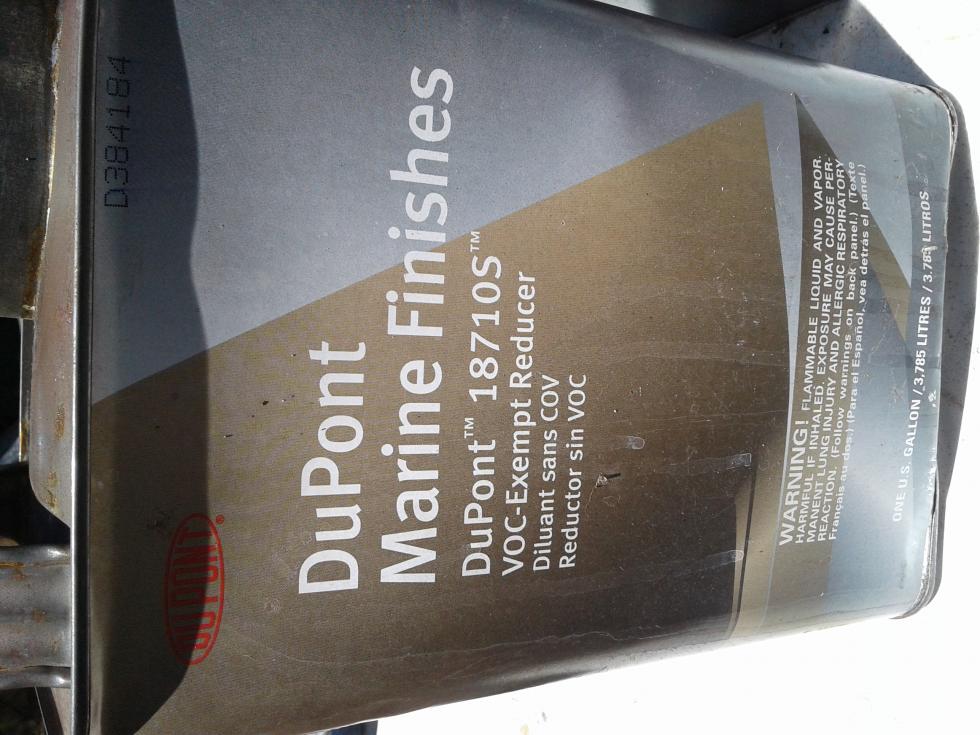 D384184
DUPONT®
DuPont
Marine Finishes
DuPont™ 18710S™
VOC-Exempt Reducer
Diluant sans COV
Reductor sin VOC
WARNING! FLAMMABLE LIQUID AND VAPOR.
HARMFUL IF INHALED. EXPOSURE MAY CAUSE PER-
MANENT LUNG INJURY AND ALLERGIC RESPIRATORY
REACTION. (Follow warnings on back panel.) (Texte
Français au dos.) (Para el Español, vea detrás el panel.)
ONE U.S. GALLON / 3.785 LITRES / 3.785 LITROS